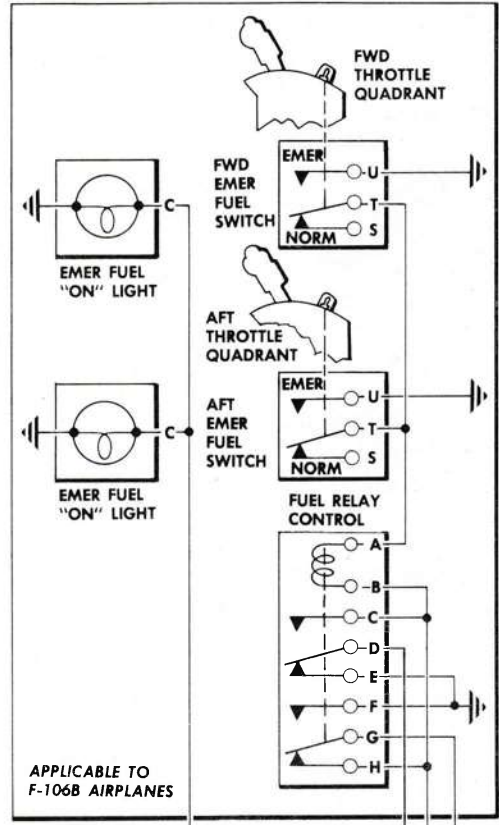 FWD
THROTTLE
QUADRANT
FWD
EMER
FUEL
SWITCH
EMER
U
T
S
NORM
C
EMER FUEL
"ON" LIGHT
AFT
THROTTLE
QUADRANT
AFT
EMER
FUEL
SWITCH
EMER
U
T
S
NORM
C
EMER FUEL
"ON" LIGHT
FUEL RELAY
CONTROL
A
B
C
D
E
F
G
H
APPLICABLE TO
F-106B AIRPLANES